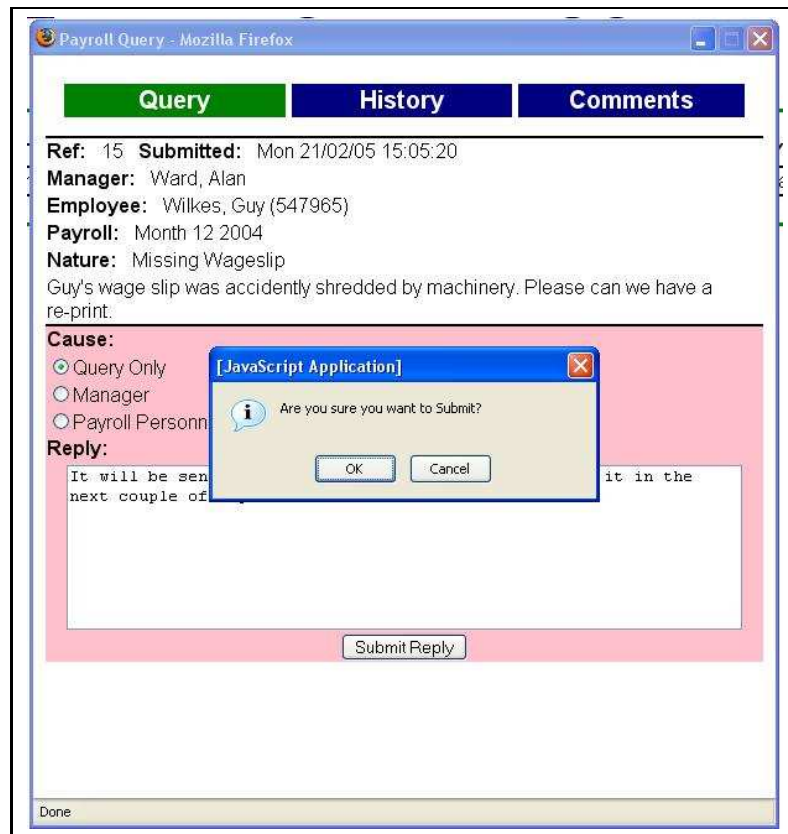 Payroll Query - Mozilla Firefox
Query History Comments
Ref: 15 Submitted: Mon 21/02/05 15:05:20
Manager: Ward, Alan
Employee: Wilkes, Guy (547965)
Payroll: Month 12 2004
Nature: Missing Wageslip
Guy's wage slip was accidently shredded by machinery. Please can we have a
re-print.
Cause:
Query Only
Manager
Payroll Personn
[JavaScript Application]
Are you sure you want to Submit?
OK Cancel
Reply:
It will be sen it in the
next couple of
Submit Reply
Done